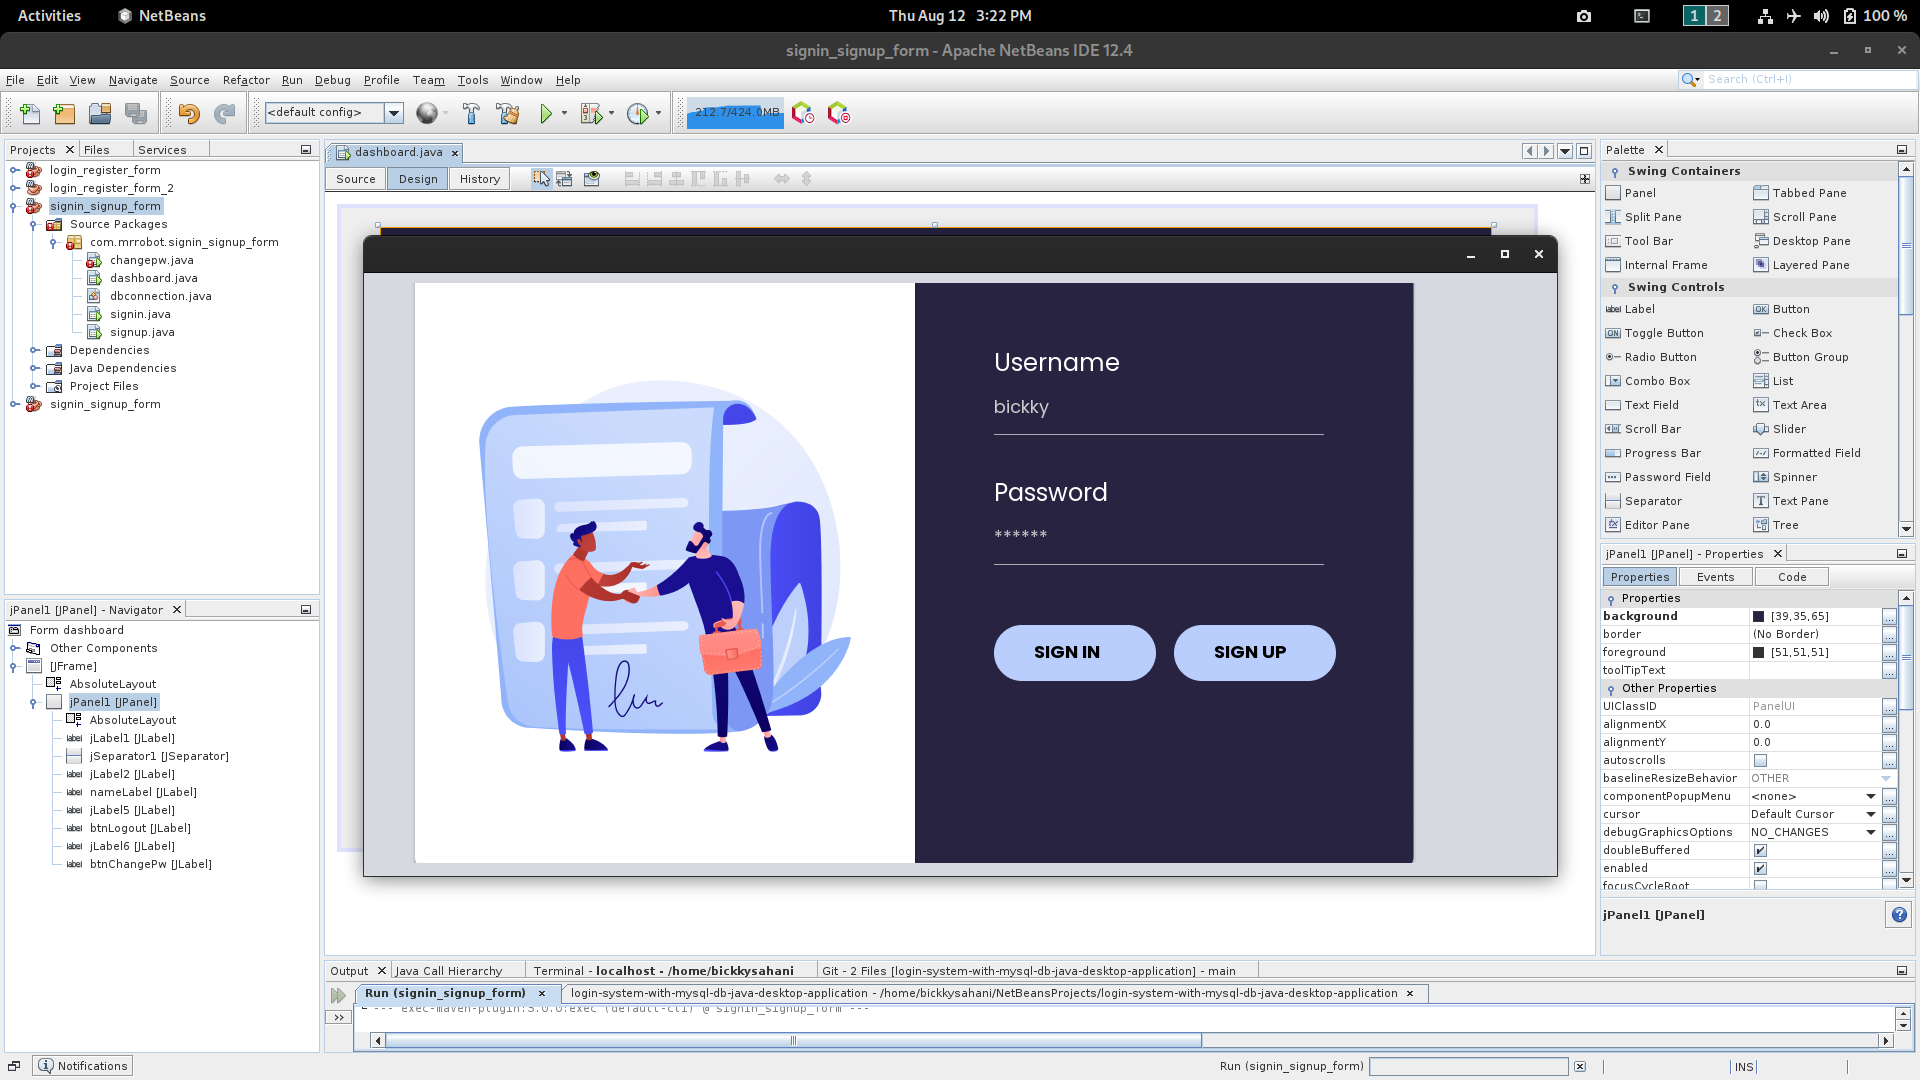 Activities NetBeans Thu Aug 12 3:22 PM 1 2 100 %
signin_signup_form - Apache NetBeans IDE 12.4
File Edit View Navigate Source Refactor Run Debug Profile Team Tools Window Help Search (Ctrl+I)
<default config> 212.7/424.0MB
Projects Files Services
login_register_form
login_register_form_2
signin_signup_form
Source Packages
com.mrrobot.signin_signup_form
changepw.java
dashboard.java
dbconnection.java
signin.java
signup.java
Dependencies
Java Dependencies
Project Files
signin_signup_form
jPanel1 [JPanel] - Navigator
Form dashboard
Other Components
[JFrame]
AbsoluteLayout
jPanel1 [JPanel]
AbsoluteLayout
jLabel1 [JLabel]
jSeparator1 [JSeparator]
jLabel2 [JLabel]
nameLabel [JLabel]
jLabel5 [JLabel]
btnLogout [JLabel]
jLabel6 [JLabel]
btnChangePw [JLabel]
dashboard.java
Source Design History
Username
bickky
Password
******
SIGN IN SIGN UP
Palette
Swing Containers
Panel Tabbed Pane
Split Pane Scroll Pane
Tool Bar Desktop Pane
Internal Frame Layered Pane
Swing Controls
Label Button
Toggle Button Check Box
Radio Button Button Group
Combo Box List
Text Field Text Area
Scroll Bar Slider
Progress Bar Formatted Field
Password Field Spinner
Separator Text Pane
Editor Pane Tree
jPanel1 [JPanel] - Properties
Properties Events Code
Properties
background [39,35,65]
border (No Border)
foreground [51,51,51]
toolTipText
Other Properties
UIClassID PanelUI
alignmentX 0.0
alignmentY 0.0
autoscrolls
baselineResizeBehavior OTHER
componentPopupMenu <none>
cursor Default Cursor
debugGraphicsOptions NO_CHANGES
doubleBuffered
enabled
focusCycleRoot
jPanel1 [JPanel]
Output Java Call Hierarchy Terminal - localhost - /home/bickkysahani Git - 2 Files [login-system-with-mysql-db-java-desktop-application] - main
Run (signin_signup_form) login-system-with-mysql-db-java-desktop-application - /home/bickkysahani/NetBeansProjects/login-system-with-mysql-db-java-desktop-application
--- exec-maven-plugin:3.0.0:exec (default-cli) @ signin_signup_form ---
Notifications Run (signin_signup_form) INS